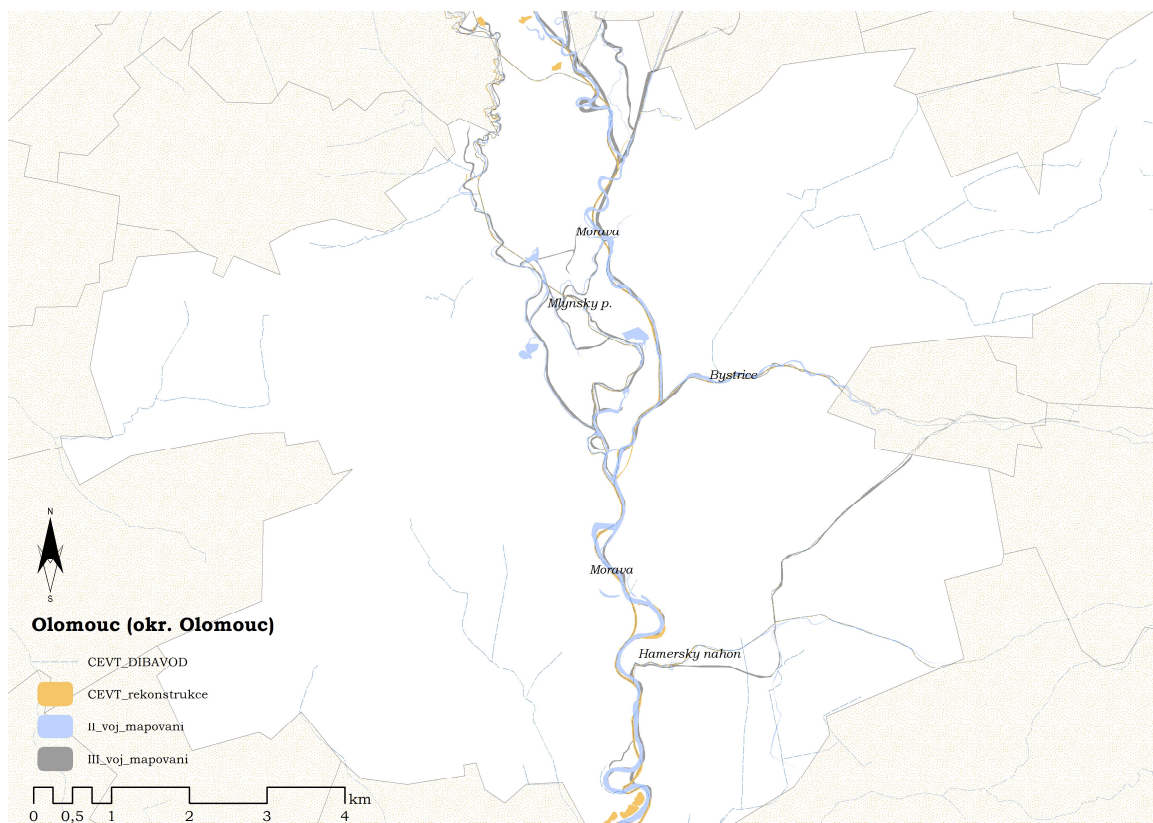 Morava
Mlynsky p.
Bystrice
Morava
Hamersky nahon
N
S
Olomouc (okr. Olomouc)
CEVT_DIBAVOD
CEVT_rekonstrukce
II_voj_mapovani
III_voj_mapovani
km
0 0,5 1 2 3 4